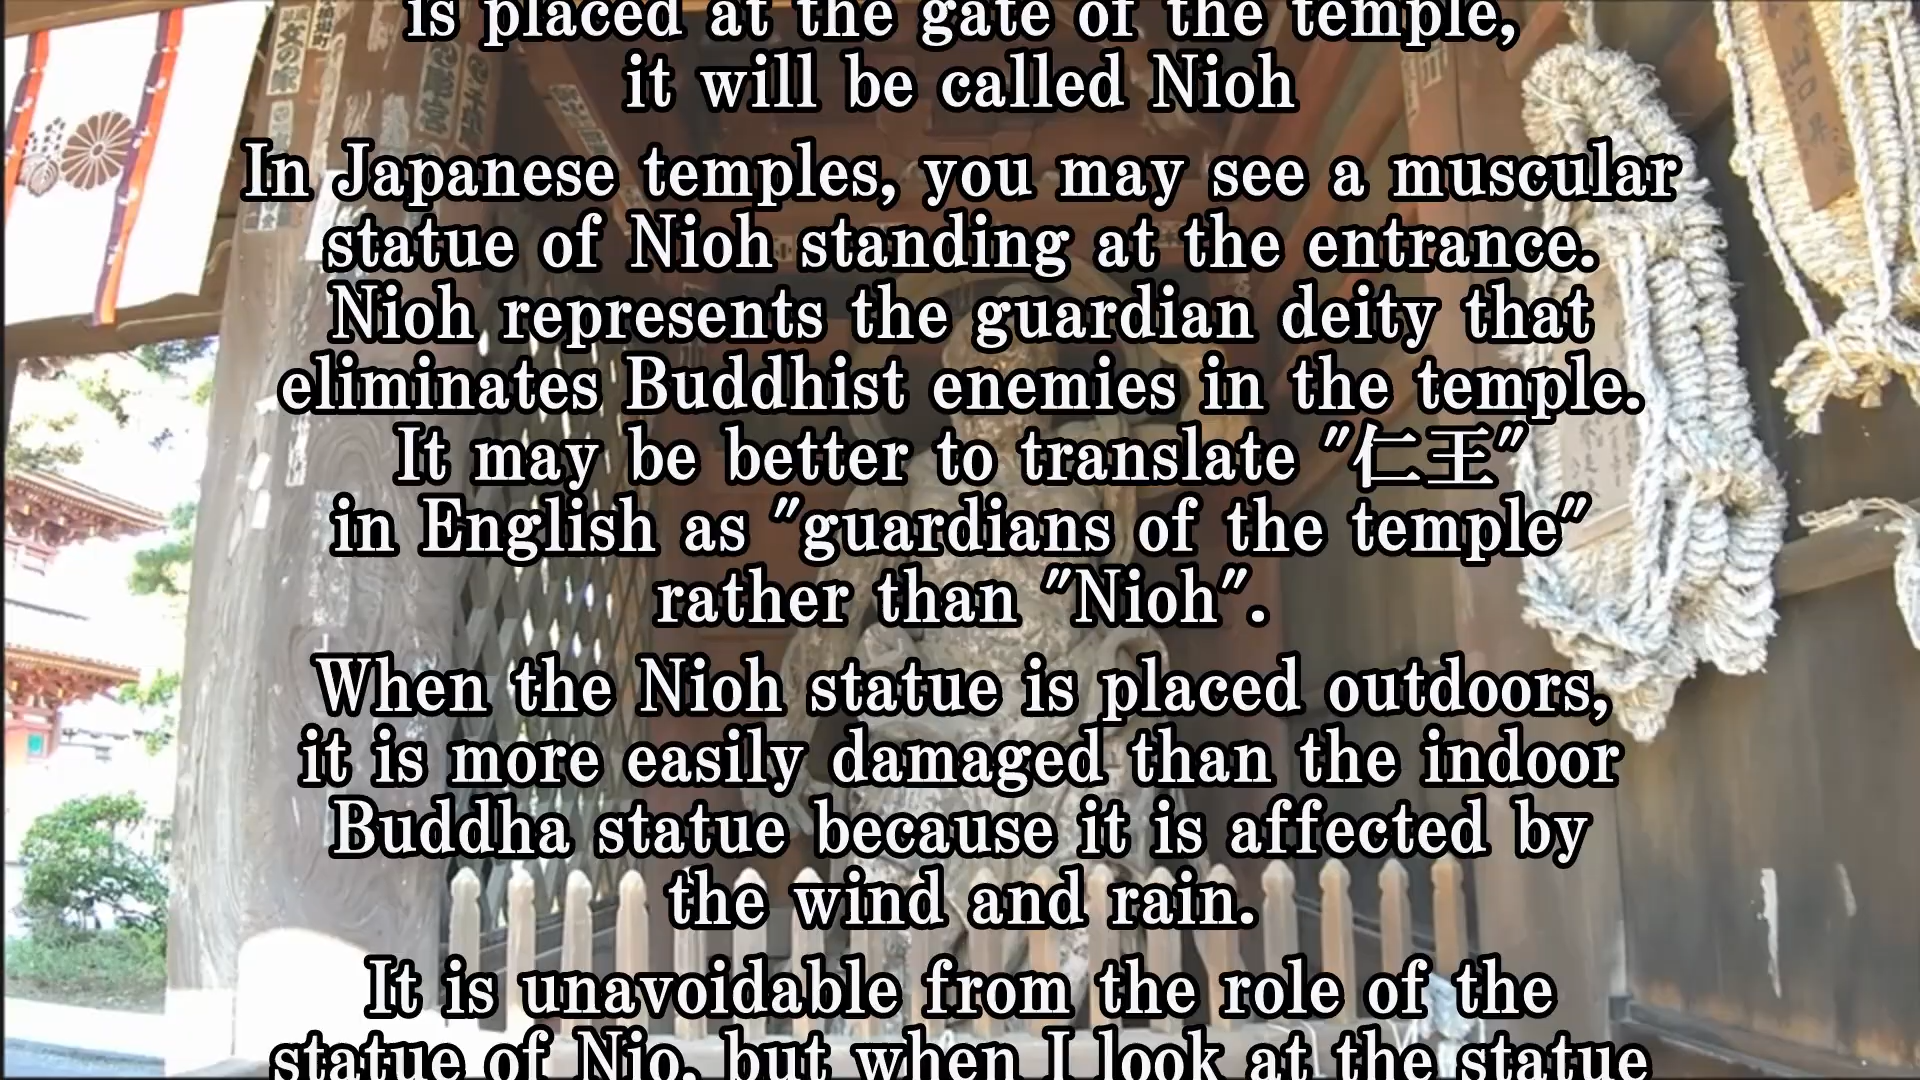 is placed at the gate of the temple,
it will be called Nioh
In Japanese temples, you may see a muscular
statue of Nioh standing at the entrance.
Nioh represents the guardian deity that
eliminates Buddhist enemies in the temple.
It may be better to translate "仁王"
in English as "guardians of the temple"
rather than "Nioh".
When the Nioh statue is placed outdoors,
it is more easily damaged than the indoor
Buddha statue because it is affected by
the wind and rain.
It is unavoidable from the role of the
statue of Nio, but when I look at the statue